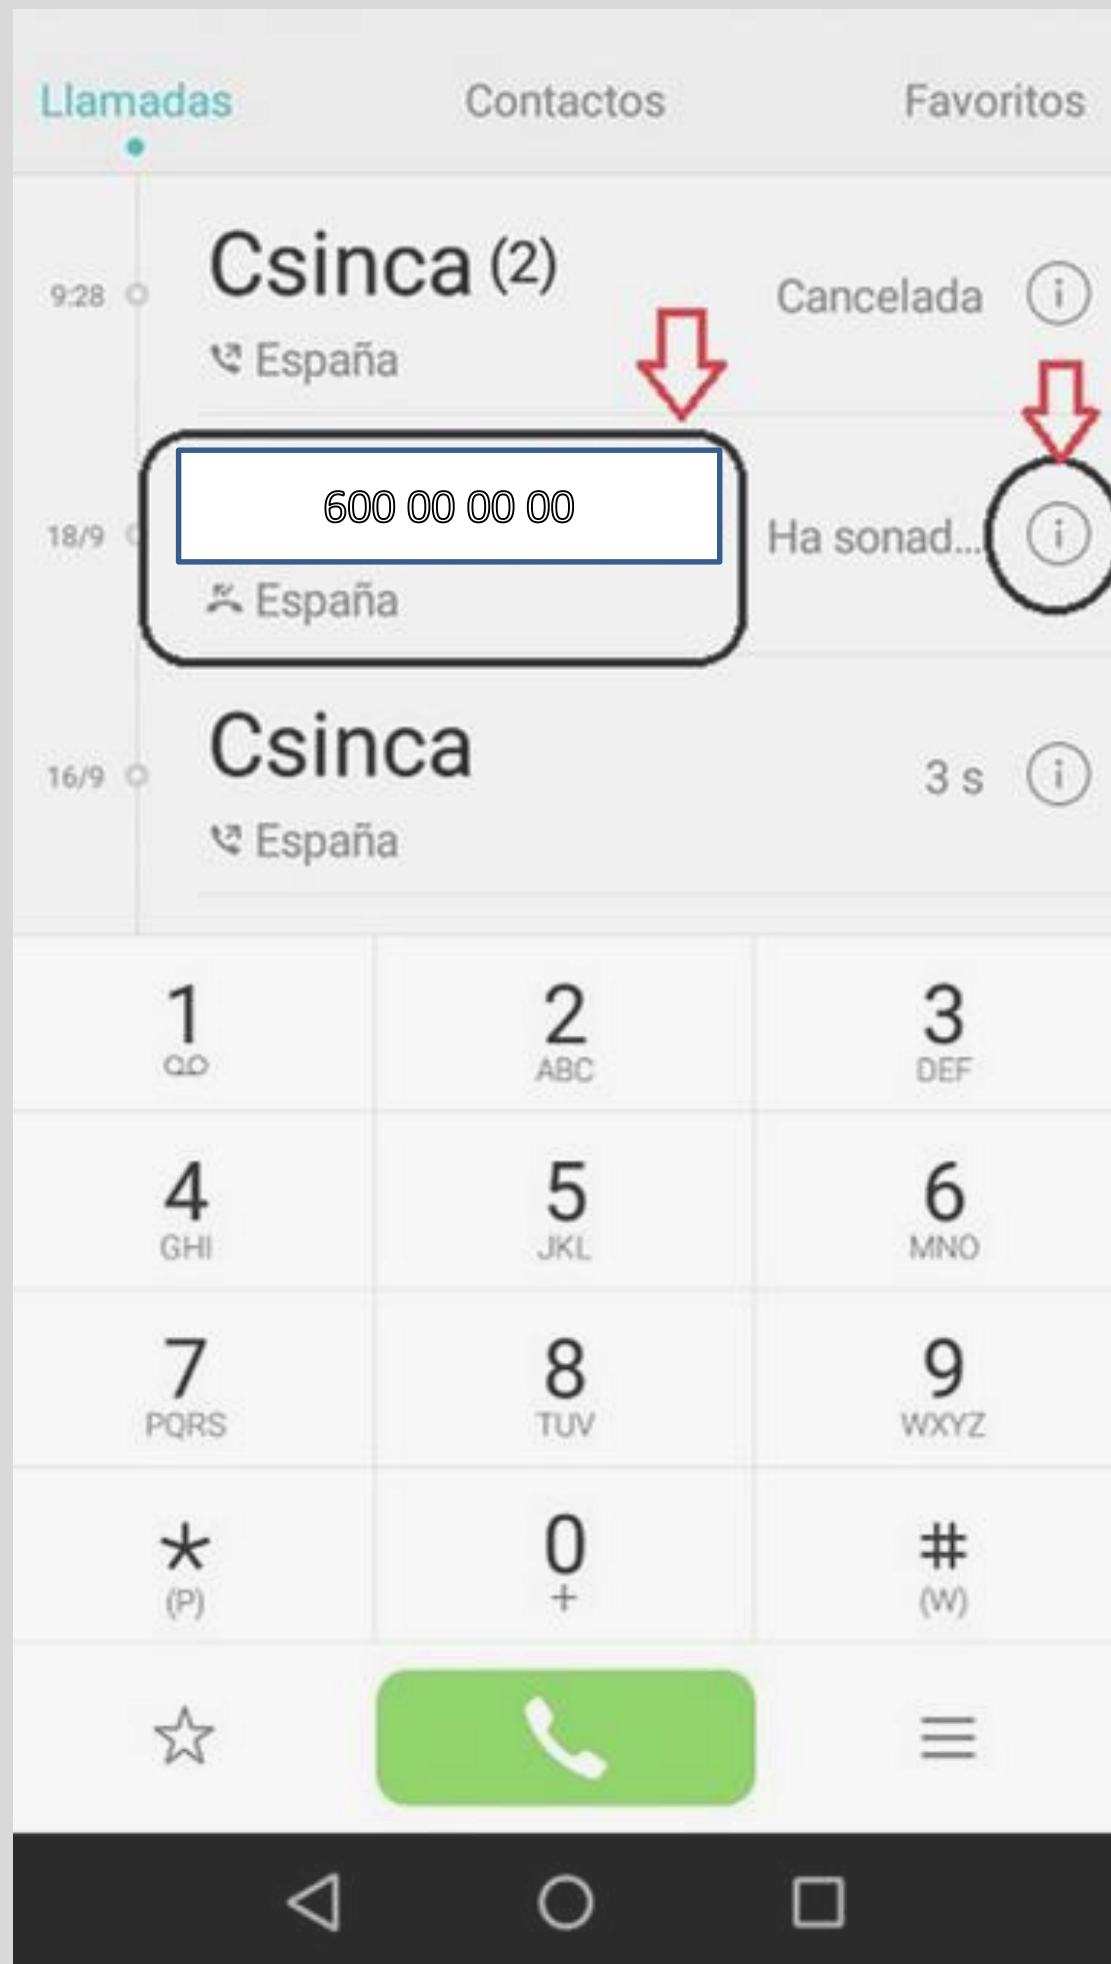 Llamadas Contactos Favoritos
Csinca (2)
9:28 Cancelada
España
600 00 00 00
18/9 Ha sonad...
España
Csinca
16/9 3 s
España
1 2 3
ABC DEF
4 5 6
GHI JKL MNO
7 8 9
PQRS TUV WXYZ
* 0 #
(P) + (W)